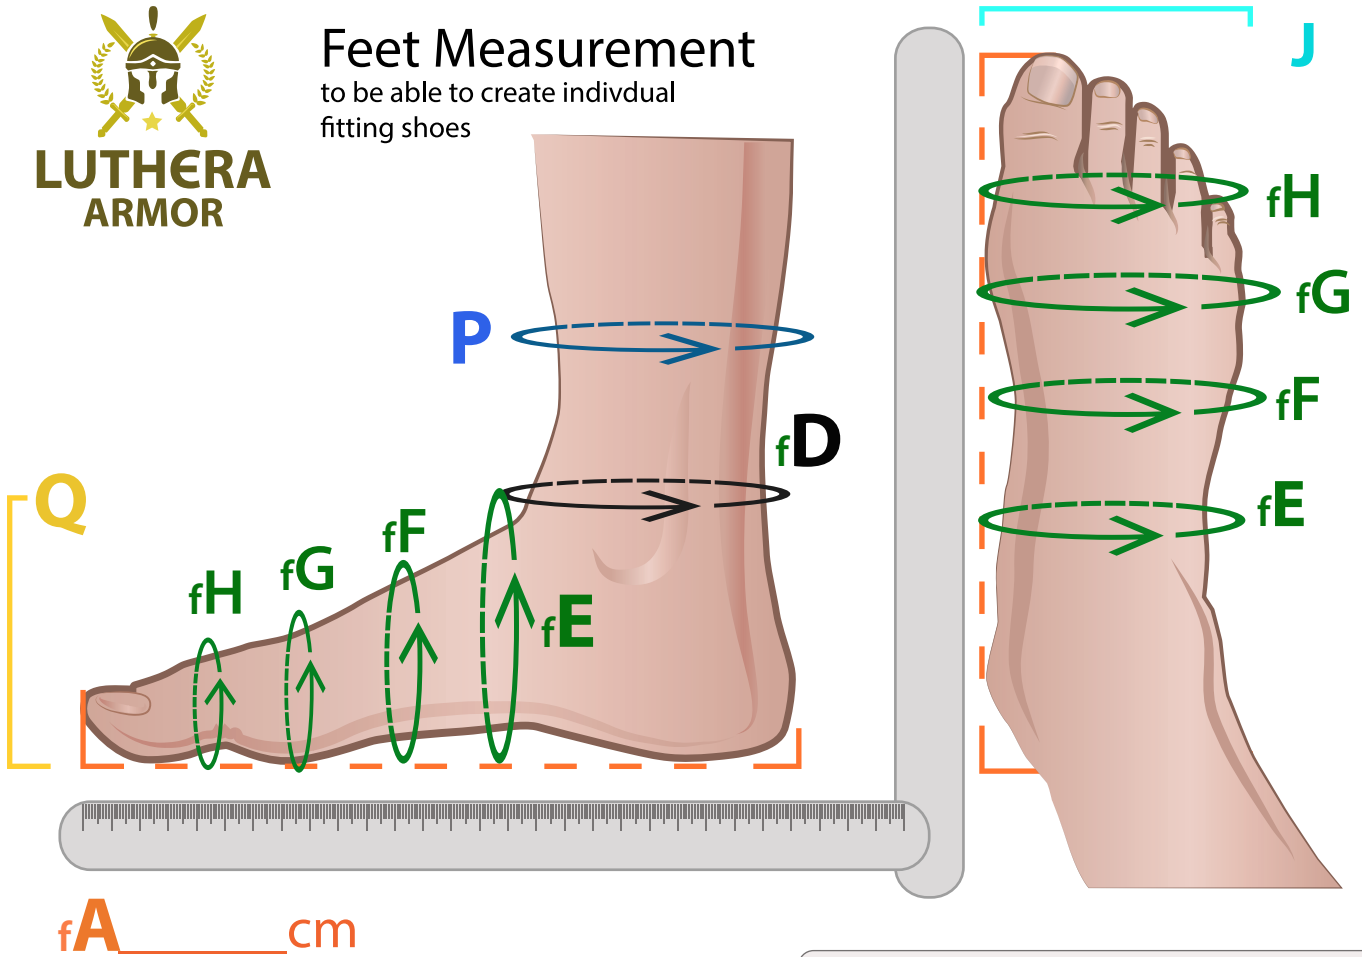 LUTHERA
ARMOR
Feet Measurement
to be able to create indivdual
fitting shoes
J
fH
fG
P
fF
fD
Q
fE
fF
fG
fH
fE
fA________cm